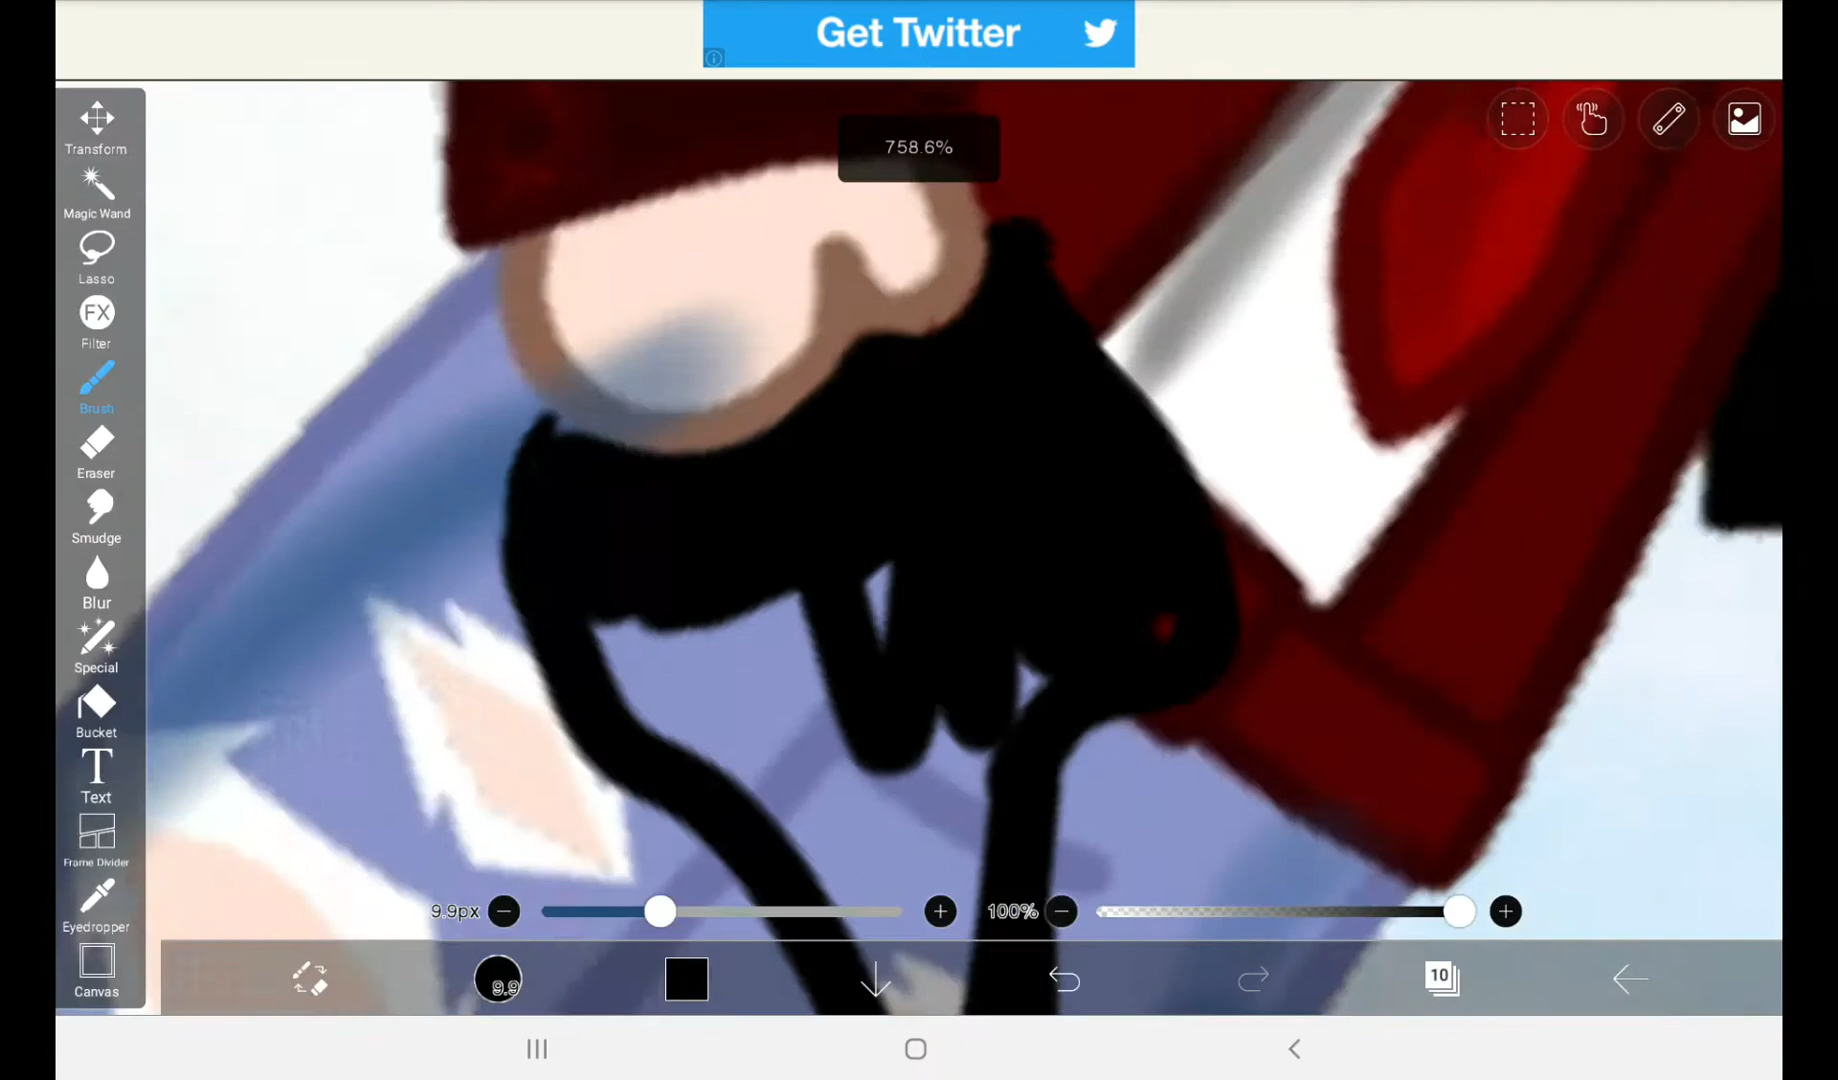 Get Twitter
758.6%
Transform
Magic Wand
Lasso
FX
Filter
Brush
Eraser
Smudge
Blur
Special
Bucket
T
Text
Frame Divider
Eyedropper
Canvas
9.9px
100%
9.9
10